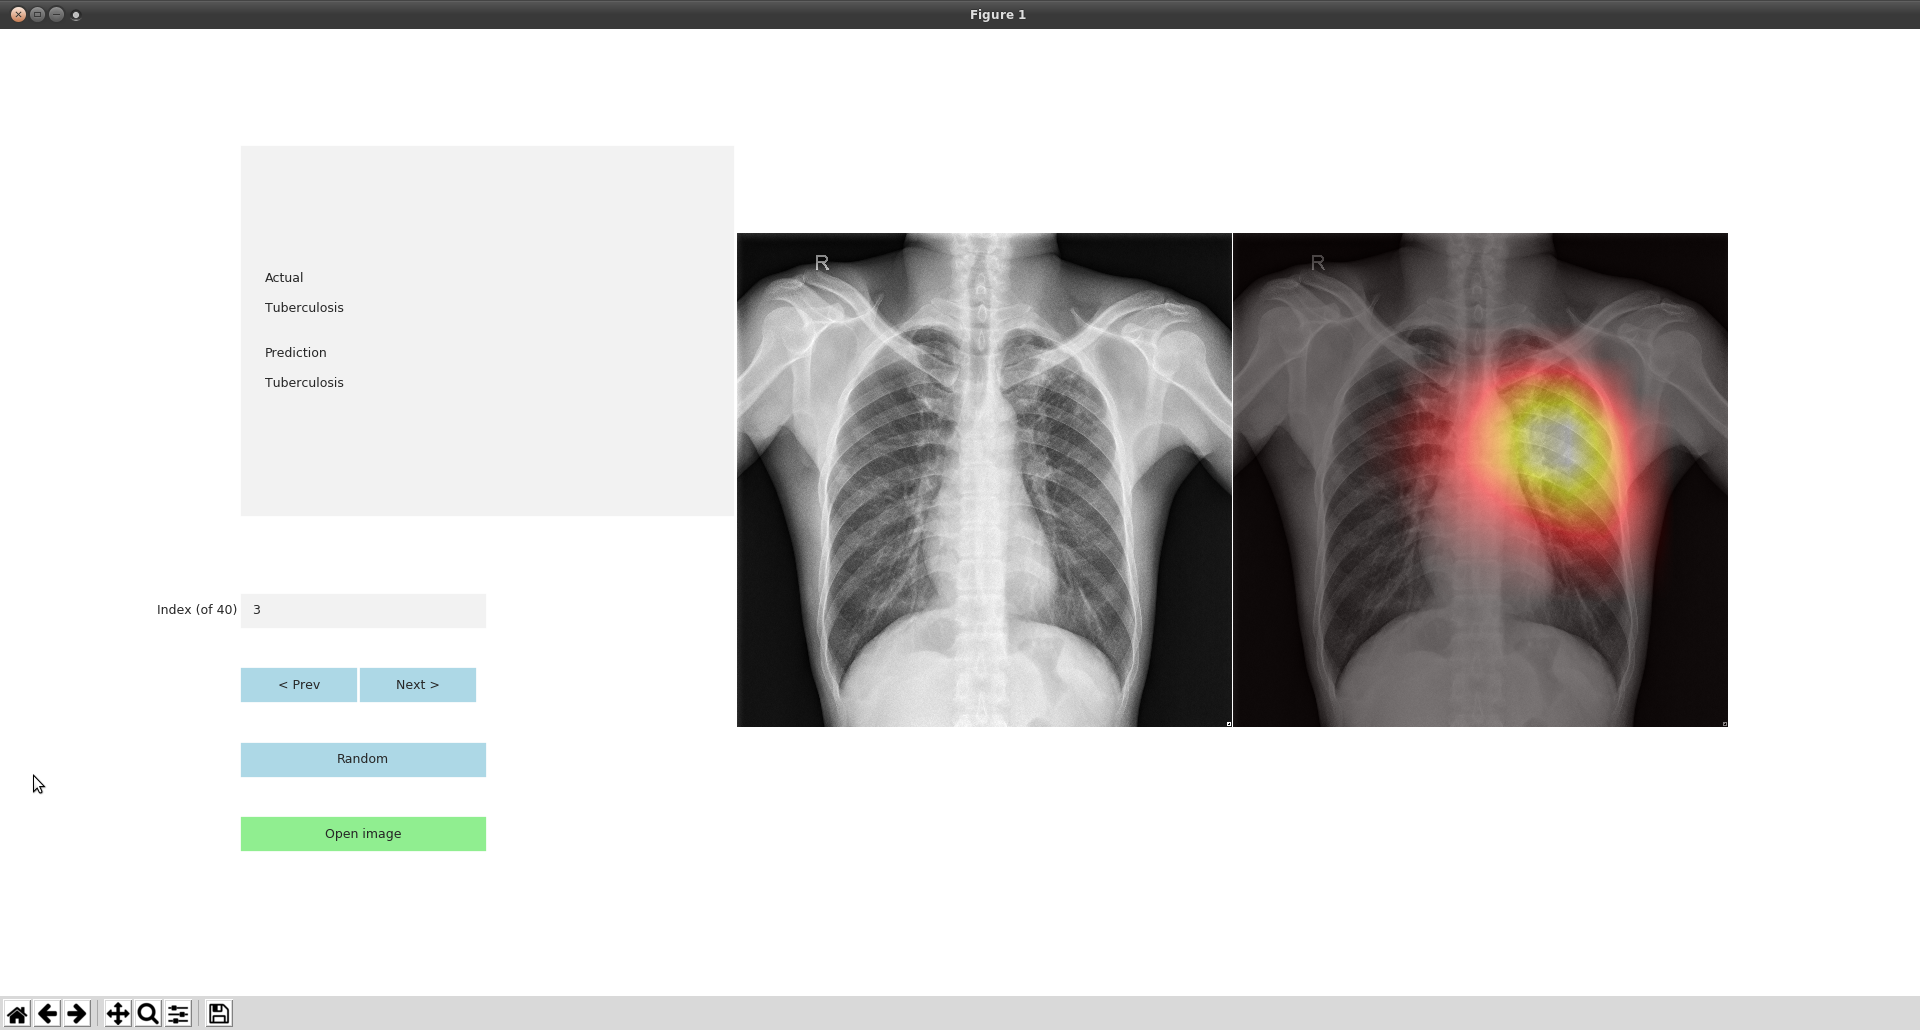 Figure 1
Actual
Tuberculosis
Prediction
Tuberculosis
R
R
Index (of 40) 3
< Prev Next >
Random
Open image